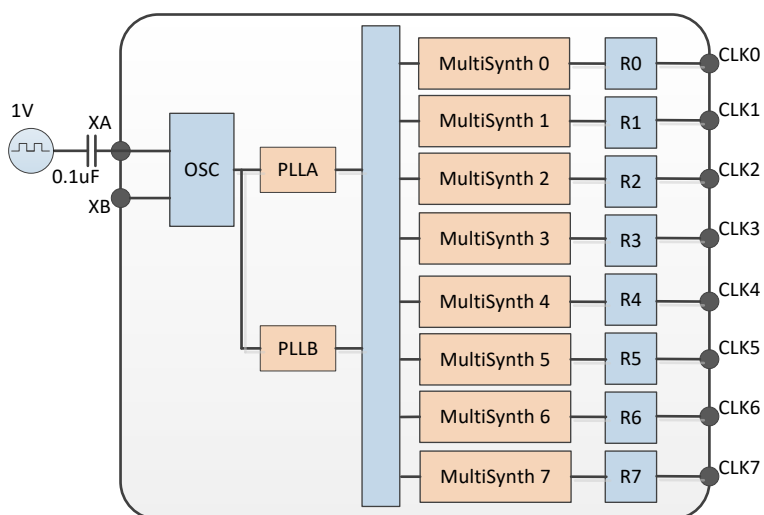 MultiSynth 0 R0 CLK0
MultiSynth 1 R1 CLK1
MultiSynth 2 R2 CLK2
MultiSynth 3 R3 CLK3
MultiSynth 4 R4 CLK4
MultiSynth 5 R5 CLK5
MultiSynth 6 R6 CLK6
MultiSynth 7 R7 CLK7
1V
XA
0.1uF
XB
OSC
PLLA
PLLB